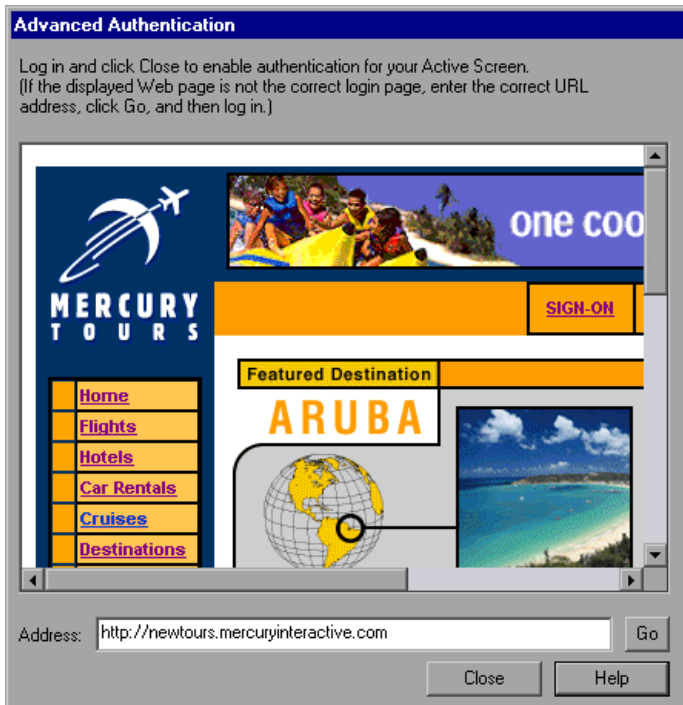 Advanced Authentication
Log in and click Close to enable authentication for your Active Screen.
(If the displayed Web page is not the correct login page, enter the correct URL
address, click Go, and then log in.)
one coo
MERCURY
TOURS
SIGN-ON
Featured Destination
ARUBA
Home
Flights
Hotels
Car Rentals
Cruises
Destinations
Address: http://newtours.mercuryinteractive.com Go
Close Help